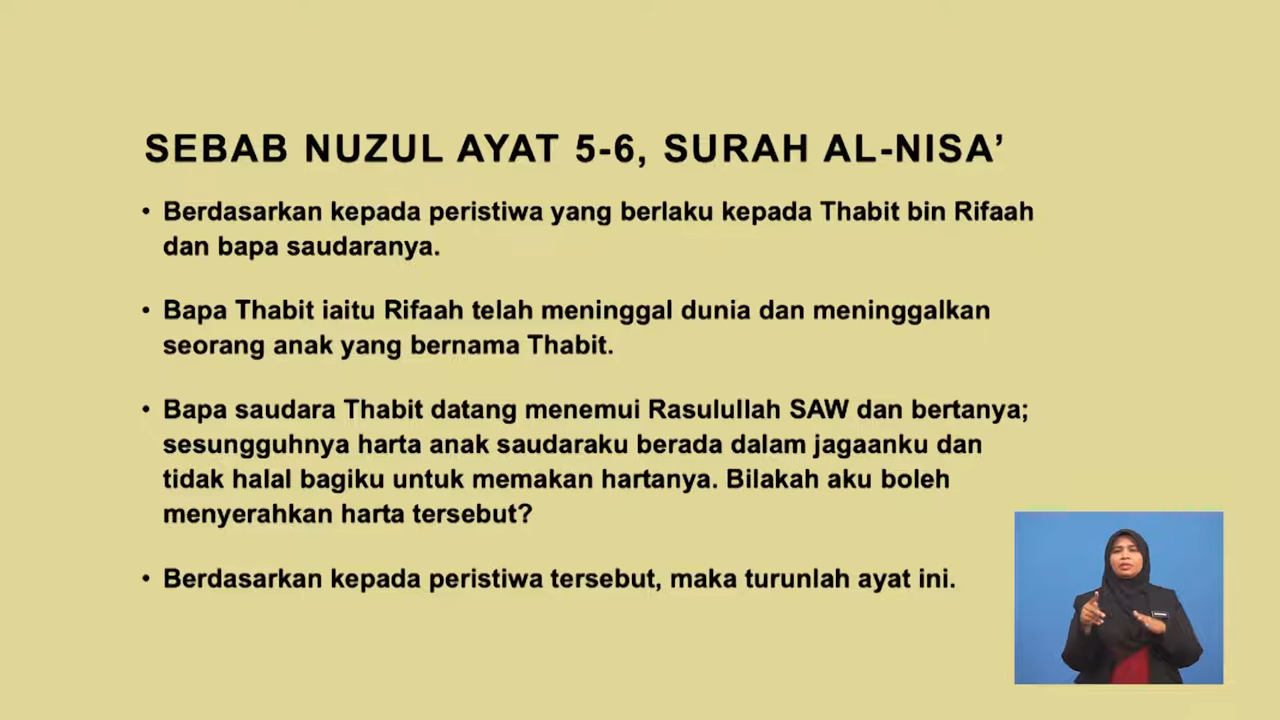 SEBAB NUZUL AYAT 5-6, SURAH AL-NISA’
• Berdasarkan kepada peristiwa yang berlaku kepada Thabit bin Rifaah
dan bapa saudaranya.
• Bapa Thabit iaitu Rifaah telah meninggal dunia dan meninggalkan
seorang anak yang bernama Thabit.
• Bapa saudara Thabit datang menemui Rasulullah SAW dan bertanya;
sesungguhnya harta anak saudaraku berada dalam jagaanku dan
tidak halal bagiku untuk memakan hartanya. Bilakah aku boleh
menyerahkan harta tersebut?
• Berdasarkan kepada peristiwa tersebut, maka turunlah ayat ini.